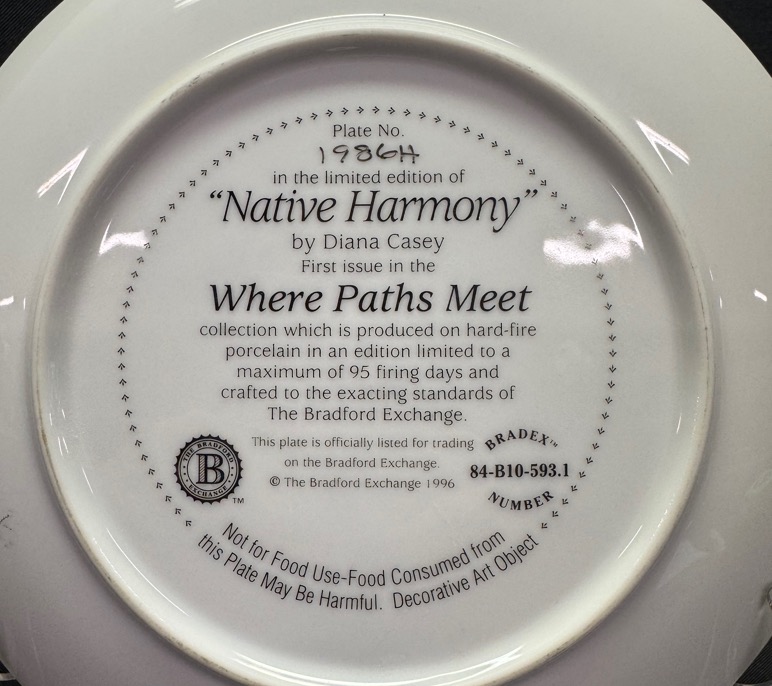 Plate No.
1986H
in the limited edition of
“Native Harmony”
by Diana Casey
First issue in the
Where Paths Meet
collection which is produced on hard-fire
porcelain in an edition limited to a
maximum of 95 firing days and
crafted to the exacting standards of
The Bradford Exchange.
This plate is officially listed for trading
on the Bradford Exchange.
© The Bradford Exchange 1996
THE BRADFORD
B
EXCHANGE
™
BRADEX™
84-B10-593.1
NUMBER
Not for Food Use-Food Consumed from
this Plate May Be Harmful. Decorative Art Object